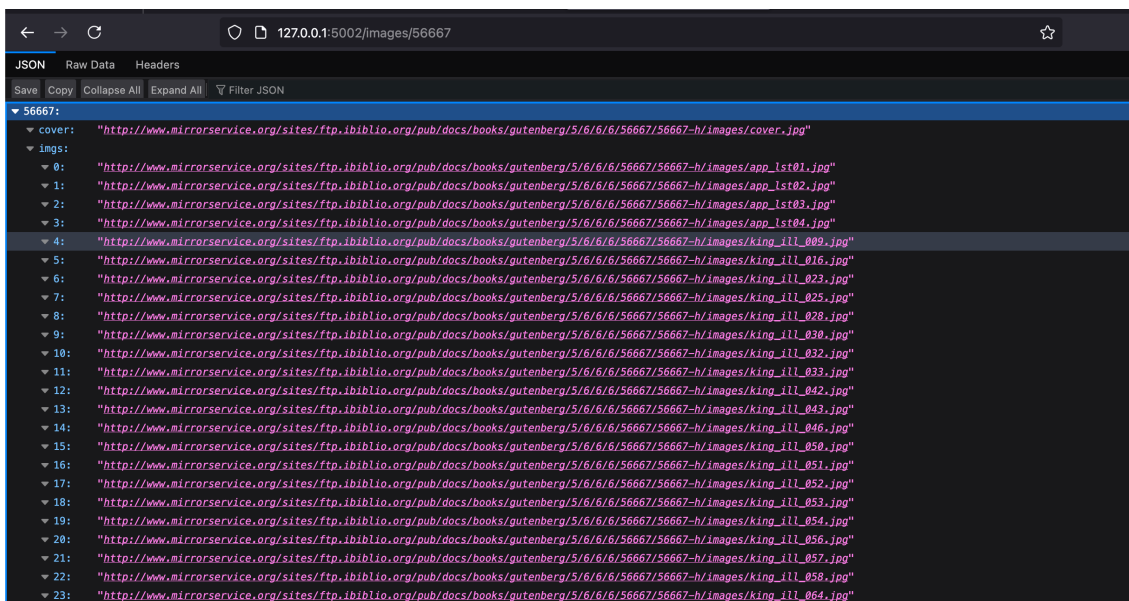 127.0.0.1:5002/images/56667
JSON Raw Data Headers
Save Copy Collapse All Expand All Filter JSON
56667:
cover: "http://www.mirrorservice.org/sites/ftp.ibiblio.org/pub/docs/books/gutenberg/5/6/6/6/56667/56667-h/images/cover.jpg"
imgs:
0: "http://www.mirrorservice.org/sites/ftp.ibiblio.org/pub/docs/books/gutenberg/5/6/6/6/56667/56667-h/images/app_lst01.jpg"
1: "http://www.mirrorservice.org/sites/ftp.ibiblio.org/pub/docs/books/gutenberg/5/6/6/6/56667/56667-h/images/app_lst02.jpg"
2: "http://www.mirrorservice.org/sites/ftp.ibiblio.org/pub/docs/books/gutenberg/5/6/6/6/56667/56667-h/images/app_lst03.jpg"
3: "http://www.mirrorservice.org/sites/ftp.ibiblio.org/pub/docs/books/gutenberg/5/6/6/6/56667/56667-h/images/app_lst04.jpg"
4: "http://www.mirrorservice.org/sites/ftp.ibiblio.org/pub/docs/books/gutenberg/5/6/6/6/56667/56667-h/images/king_ill_009.jpg"
5: "http://www.mirrorservice.org/sites/ftp.ibiblio.org/pub/docs/books/gutenberg/5/6/6/6/56667/56667-h/images/king_ill_016.jpg"
6: "http://www.mirrorservice.org/sites/ftp.ibiblio.org/pub/docs/books/gutenberg/5/6/6/6/56667/56667-h/images/king_ill_023.jpg"
7: "http://www.mirrorservice.org/sites/ftp.ibiblio.org/pub/docs/books/gutenberg/5/6/6/6/56667/56667-h/images/king_ill_025.jpg"
8: "http://www.mirrorservice.org/sites/ftp.ibiblio.org/pub/docs/books/gutenberg/5/6/6/6/56667/56667-h/images/king_ill_028.jpg"
9: "http://www.mirrorservice.org/sites/ftp.ibiblio.org/pub/docs/books/gutenberg/5/6/6/6/56667/56667-h/images/king_ill_030.jpg"
10: "http://www.mirrorservice.org/sites/ftp.ibiblio.org/pub/docs/books/gutenberg/5/6/6/6/56667/56667-h/images/king_ill_032.jpg"
11: "http://www.mirrorservice.org/sites/ftp.ibiblio.org/pub/docs/books/gutenberg/5/6/6/6/56667/56667-h/images/king_ill_033.jpg"
12: "http://www.mirrorservice.org/sites/ftp.ibiblio.org/pub/docs/books/gutenberg/5/6/6/6/56667/56667-h/images/king_ill_042.jpg"
13: "http://www.mirrorservice.org/sites/ftp.ibiblio.org/pub/docs/books/gutenberg/5/6/6/6/56667/56667-h/images/king_ill_043.jpg"
14: "http://www.mirrorservice.org/sites/ftp.ibiblio.org/pub/docs/books/gutenberg/5/6/6/6/56667/56667-h/images/king_ill_046.jpg"
15: "http://www.mirrorservice.org/sites/ftp.ibiblio.org/pub/docs/books/gutenberg/5/6/6/6/56667/56667-h/images/king_ill_050.jpg"
16: "http://www.mirrorservice.org/sites/ftp.ibiblio.org/pub/docs/books/gutenberg/5/6/6/6/56667/56667-h/images/king_ill_051.jpg"
17: "http://www.mirrorservice.org/sites/ftp.ibiblio.org/pub/docs/books/gutenberg/5/6/6/6/56667/56667-h/images/king_ill_052.jpg"
18: "http://www.mirrorservice.org/sites/ftp.ibiblio.org/pub/docs/books/gutenberg/5/6/6/6/56667/56667-h/images/king_ill_053.jpg"
19: "http://www.mirrorservice.org/sites/ftp.ibiblio.org/pub/docs/books/gutenberg/5/6/6/6/56667/56667-h/images/king_ill_054.jpg"
20: "http://www.mirrorservice.org/sites/ftp.ibiblio.org/pub/docs/books/gutenberg/5/6/6/6/56667/56667-h/images/king_ill_056.jpg"
21: "http://www.mirrorservice.org/sites/ftp.ibiblio.org/pub/docs/books/gutenberg/5/6/6/6/56667/56667-h/images/king_ill_057.jpg"
22: "http://www.mirrorservice.org/sites/ftp.ibiblio.org/pub/docs/books/gutenberg/5/6/6/6/56667/56667-h/images/king_ill_058.jpg"
23: "http://www.mirrorservice.org/sites/ftp.ibiblio.org/pub/docs/books/gutenberg/5/6/6/6/56667/56667-h/images/king_ill_064.jpg"